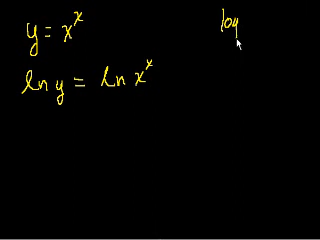 y = x^x
log
ln y = ln x^x